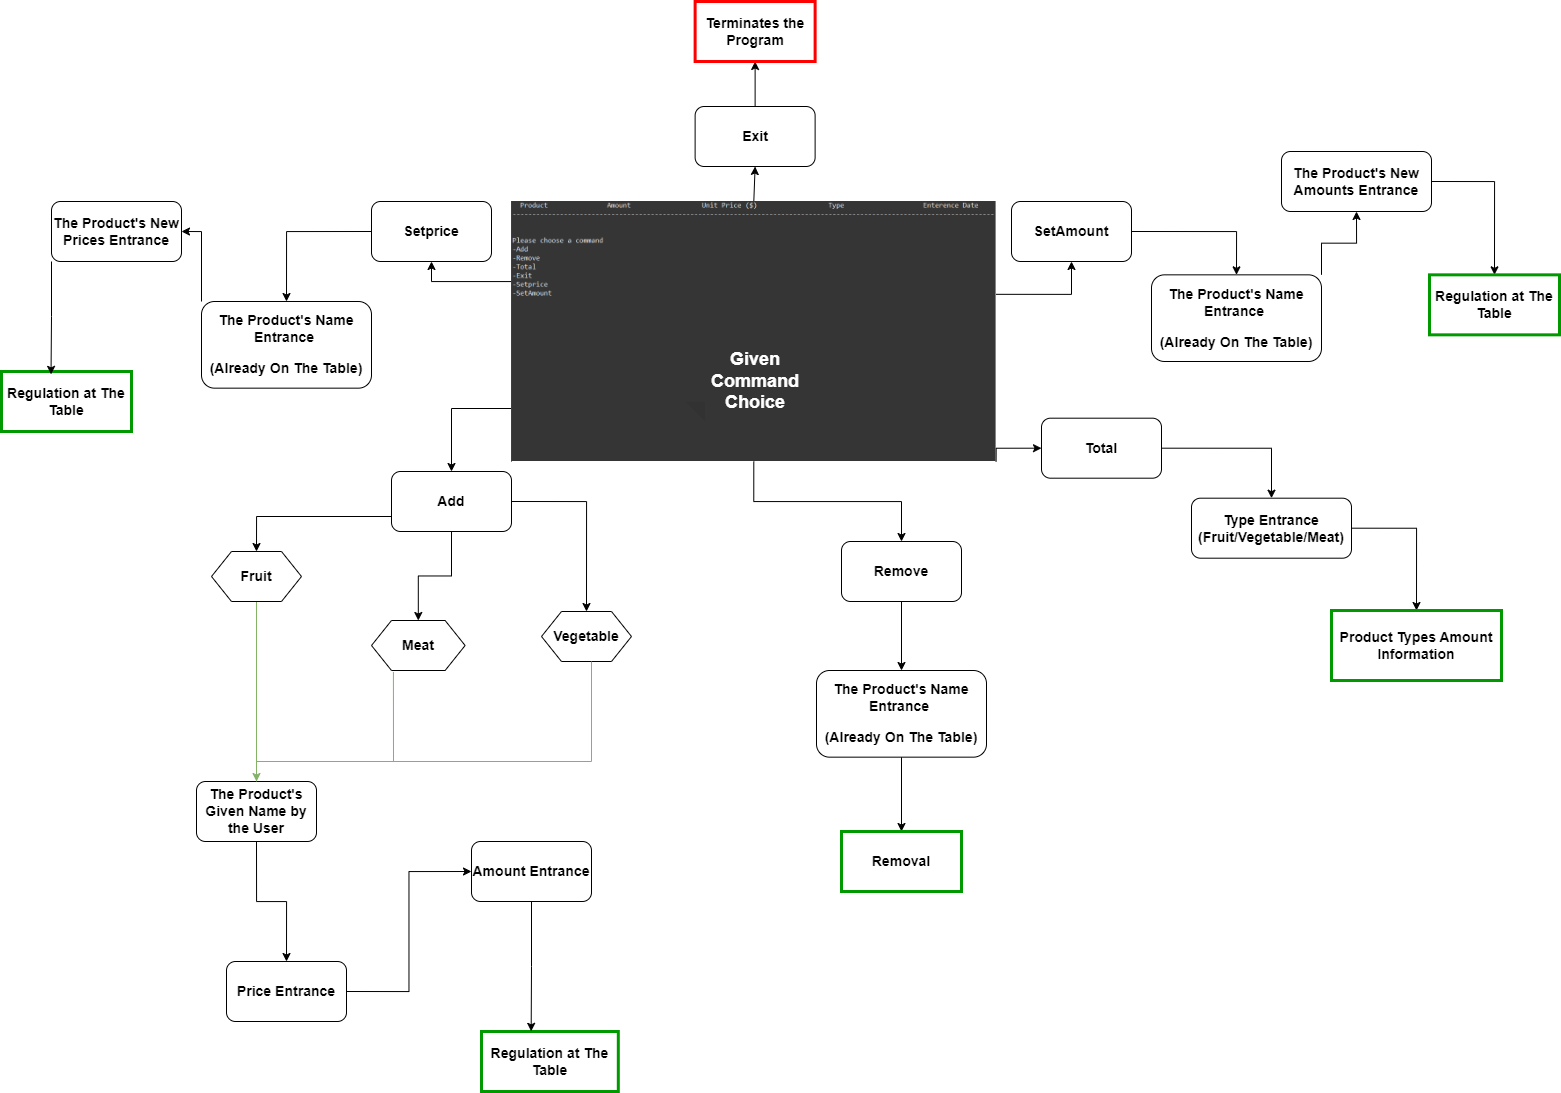 Terminates the
Program
Exit
The Product's New
Prices Entrance
Setprice
The Product's Name
Entrance
(Already On The Table)
Regulation at The
Table
Product Amount Unit Price ($) Type Enterence Date
Please choose a command
-Add
-Remove
-Total
-Exit
-Setprice
-SetAmount
Given
Command
Choice
SetAmount
The Product's New
Amounts Entrance
The Product's Name
Entrance
(Already On The Table)
Regulation at The
Table
Total
Type Entrance
(Fruit/Vegetable/Meat)
Product Types Amount
Information
Add
Fruit
Meat
Vegetable
Remove
The Product's Name
Entrance
(Already On The Table)
Removal
The Product's
Given Name by
the User
Amount Entrance
Price Entrance
Regulation at The
Table